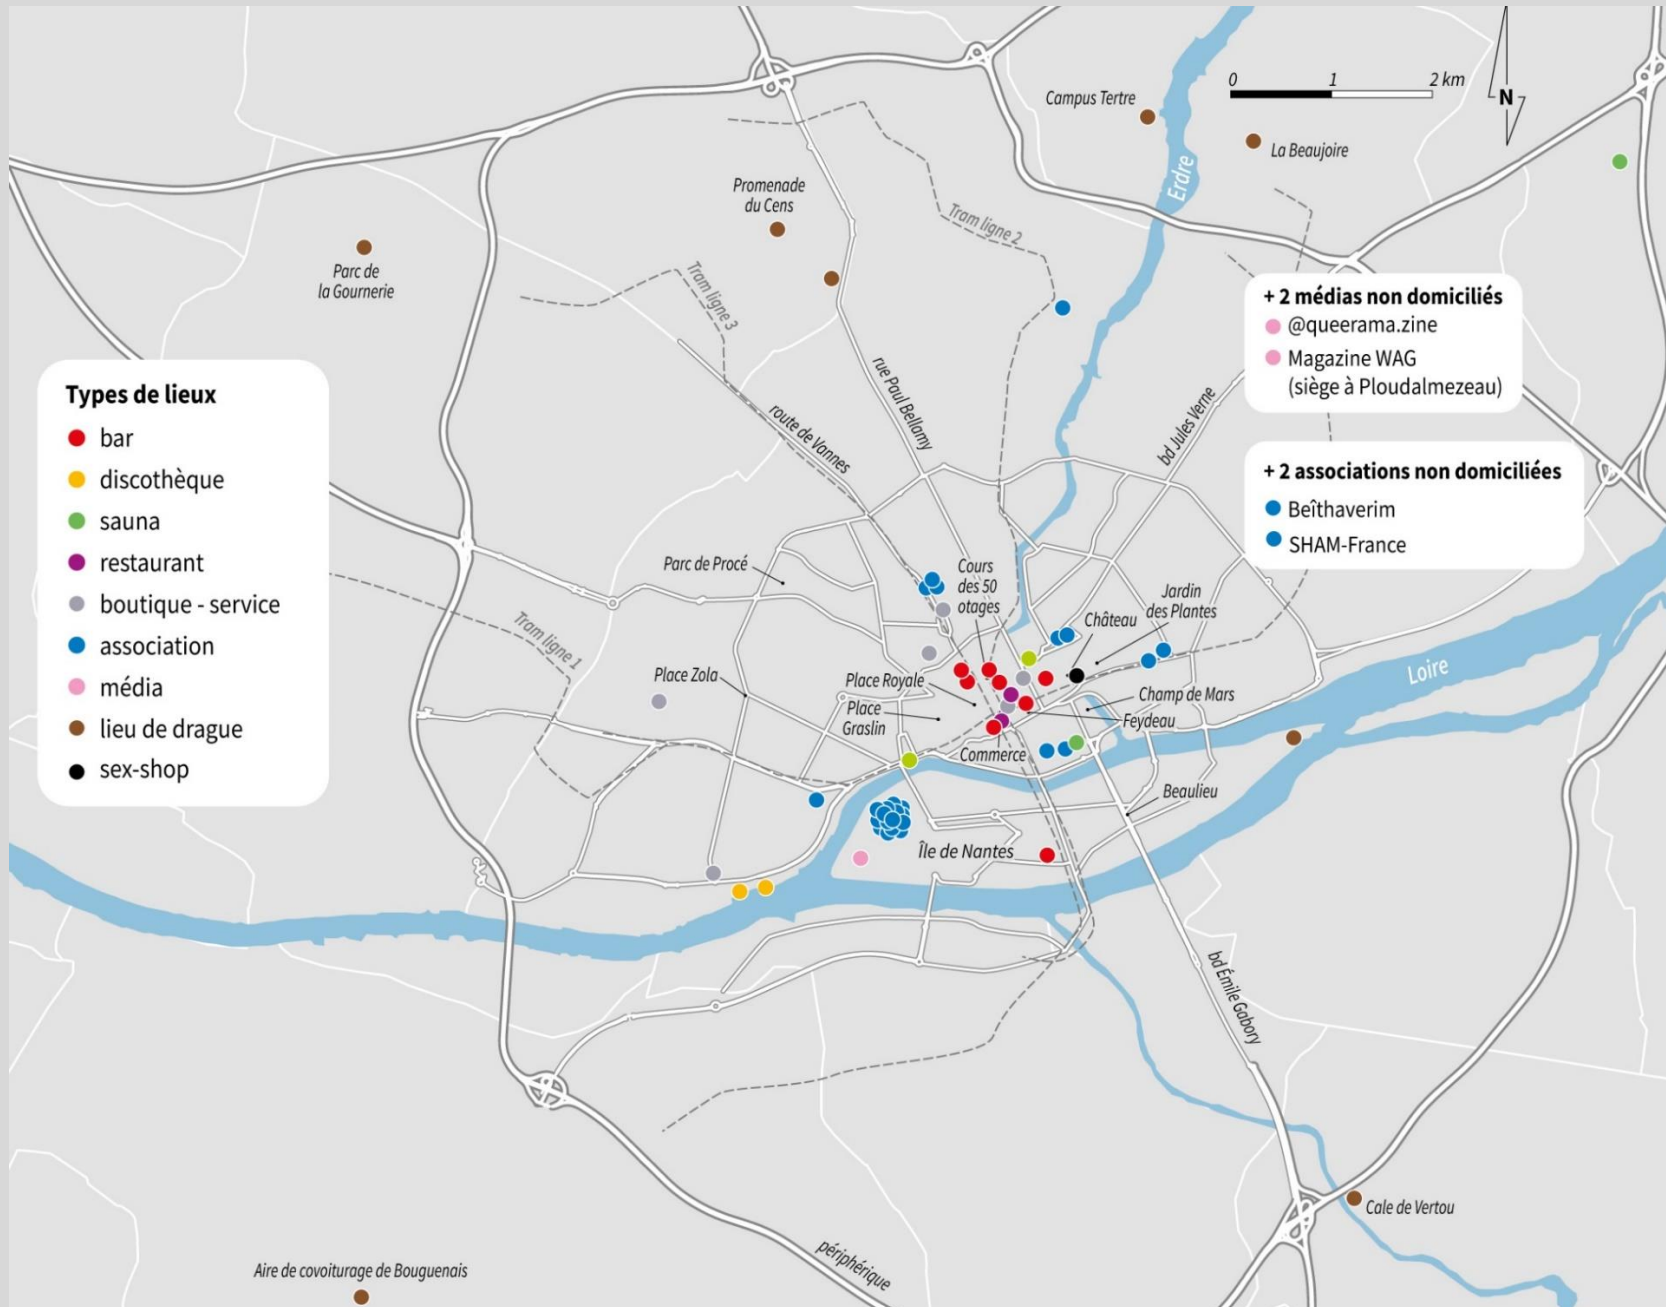 0 1 2 km
N
Campus Tertre
La Beaujoire
Erdre
Promenade
du Cens
Tram ligne 2
Parc de
la Gournerie
Tram ligne 3
+ 2 médias non domiciliés
@queerama.zine
Magazine WAG
(siège à Ploudalmezeau)
rue Paul Bellamy
route de Vannes
bd Jules Verne
Types de lieux
bar
discothèque
sauna
restaurant
boutique - service
association
média
lieu de drague
sex-shop
+ 2 associations non domiciliées
Beîthaverim
SHAM-France
Parc de Procé
Cours
des 50
otages
Jardin
des Plantes
Château
Tram ligne 1
Place Zola
Place Royale
Place
Graslin
Champ de Mars
Feydeau
Commerce
Loire
Beaulieu
Île de Nantes
bd Émile Gabory
Cale de Vertou
périphérique
Aire de covoiturage de Bouguenais